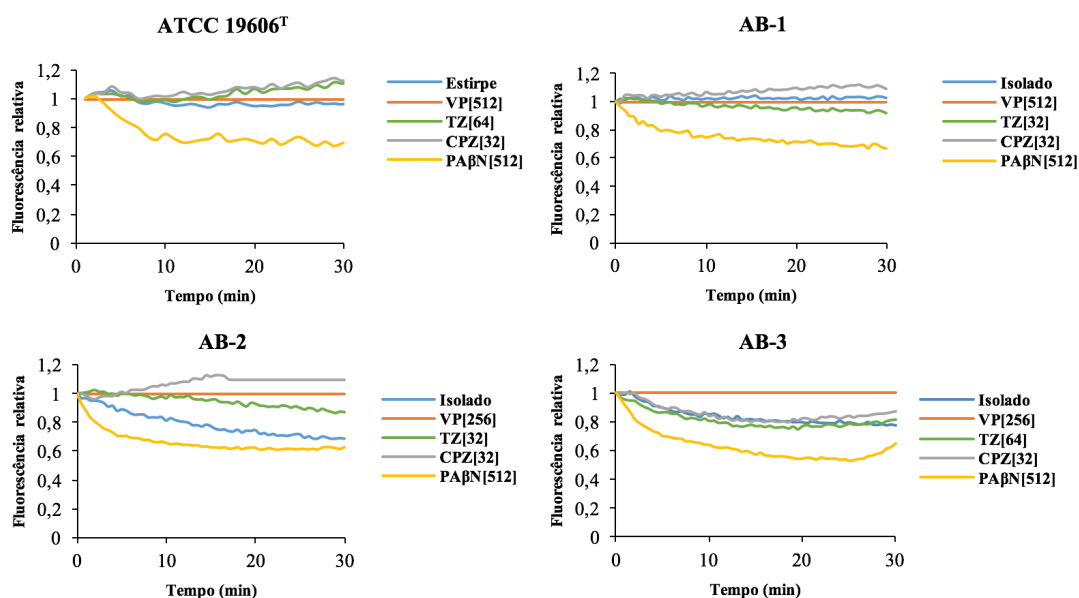 ATCC 19606ᵀ
Fluorescência relativa
1,2
1
0,8
0,6
0,4
0,2
0
0 10 20 30
Tempo (min)
Estirpe
VP[512]
TZ[64]
CPZ[32]
PAβN[512]
AB-1
Fluorescência relativa
1,2
1
0,8
0,6
0,4
0,2
0
0 10 20 30
Tempo (min)
Isolado
VP[512]
TZ[32]
CPZ[32]
PAβN[512]
AB-2
Fluorescência relativa
1,2
1
0,8
0,6
0,4
0,2
0
0 10 20 30
Tempo (min)
Isolado
VP[256]
TZ[32]
CPZ[32]
PAβN[512]
AB-3
Fluorescência relativa
1,2
1
0,8
0,6
0,4
0,2
0
0 10 20 30
Tempo (min)
Isolado
VP[256]
TZ[64]
CPZ[32]
PAβN[512]